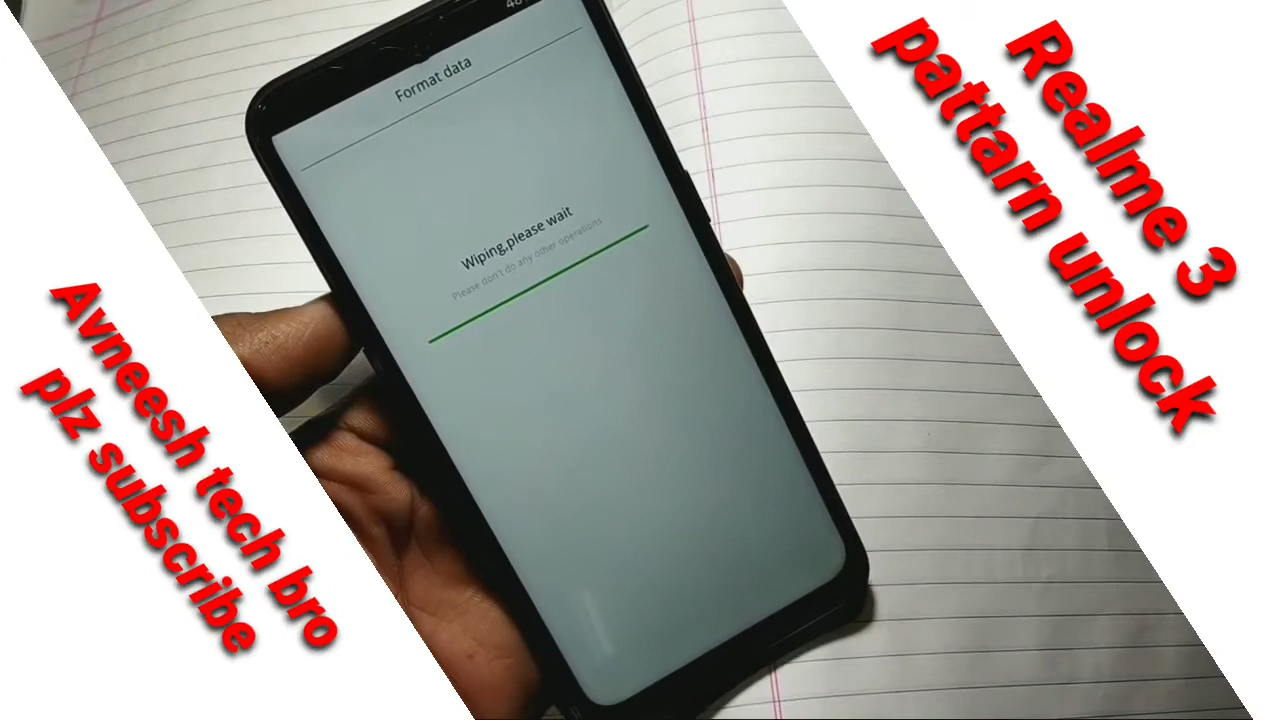 Realme 3
pattarn unlock
Format data
Wiping,please wait
Please don't do any other operations
Avneesh tech bro
plz subscribe